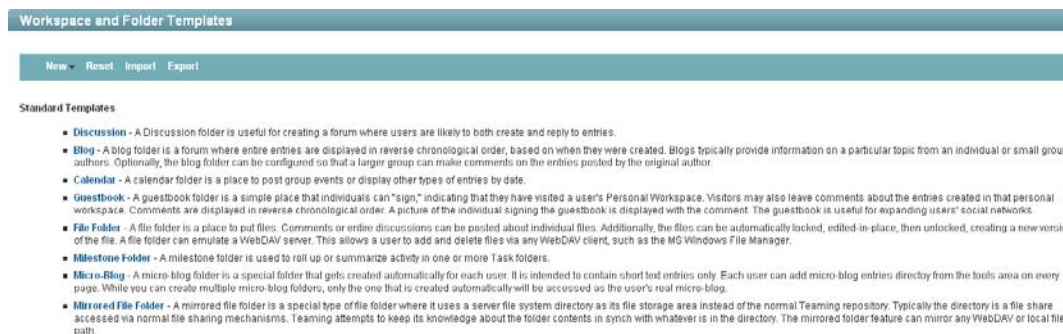 Workspace and Folder Templates
New Reset Import Export
Standard Templates
Discussion - A Discussion folder is useful for creating a forum where users are likely to both create and reply to entries.
Blog - A blog folder is a forum where entire entries are displayed in reverse chronological order, based on when they were created. Blogs typically provide information on a particular topic from an individual or small grou
authors. Optionally, the blog folder can be configured so that a larger group can make comments on the entries posted by the original author.
Calendar - A calendar folder is a place to post group events or display other types of entries by date.
Guestbook - A guestbook folder is a simple place that individuals can "sign," indicating that they have visited a user's Personal Workspace. Visitors may also leave comments about the entries created in that personal
workspace. Comments are displayed in reverse chronological order. A picture of the individual signing the guestbook is displayed with the comment. The guestbook is useful for expanding users' social networks.
File Folder - A file folder is a place to put files. Comments or entire discussions can be posted about individual files. Additionally, the files can be automatically locked, edited-in-place, then unlocked, creating a new versi
of the file. A file folder can emulate a WebDAV server. This allows a user to add and delete files via any WebDAV client, such as the MS Windows File Manager.
Milestone Folder - A milestone folder is used to roll up or summarize activity in one or more Task folders.
Micro-Blog - A micro-blog folder is a special folder that gets created automatically for each user. It is intended to contain short text entries only. Each user can add micro-blog entries directoy from the tools area on every
page. While you can create multiple micro-blog folders, only the one that is created automatically will be accessed as the user's real micro-blog.
Mirrored File Folder - A mirrored file folder is a special type of file folder where it uses a server file system directory as its file storage area instead of the normal Teaming repository. Typically the directory is a file share
accessed via normal file sharing mechanisms. Teaming attempts to keep its knowledge about the folder contents in synch with whatever is in the directory. The mirrored folder feature can mirror any WebDAV or local file
path.